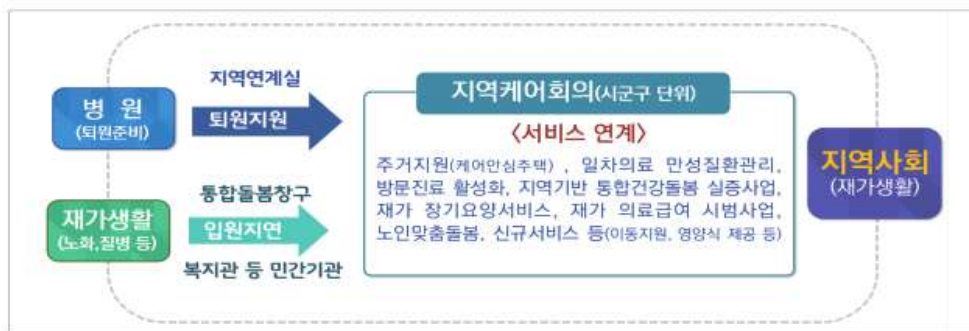 지역연계실
병 원
(퇴원준비)
퇴원지원
통합돌봄창구
재가생활
(노화,질병 등)
입원지연
복지관 등 민간기관
지역케어회의(시군구 단위)
<서비스 연계>
주거지원(케어안심주택) , 일차의료 만성질환관리,
방문진료 활성화, 지역기반 통합건강돌봄 실증사업,
재가 장기요양서비스, 재가 의료급여 시범사업,
노인맞춤돌봄, 신규서비스 등(이동지원, 영양식 제공 등)
지역사회
(재가생활)